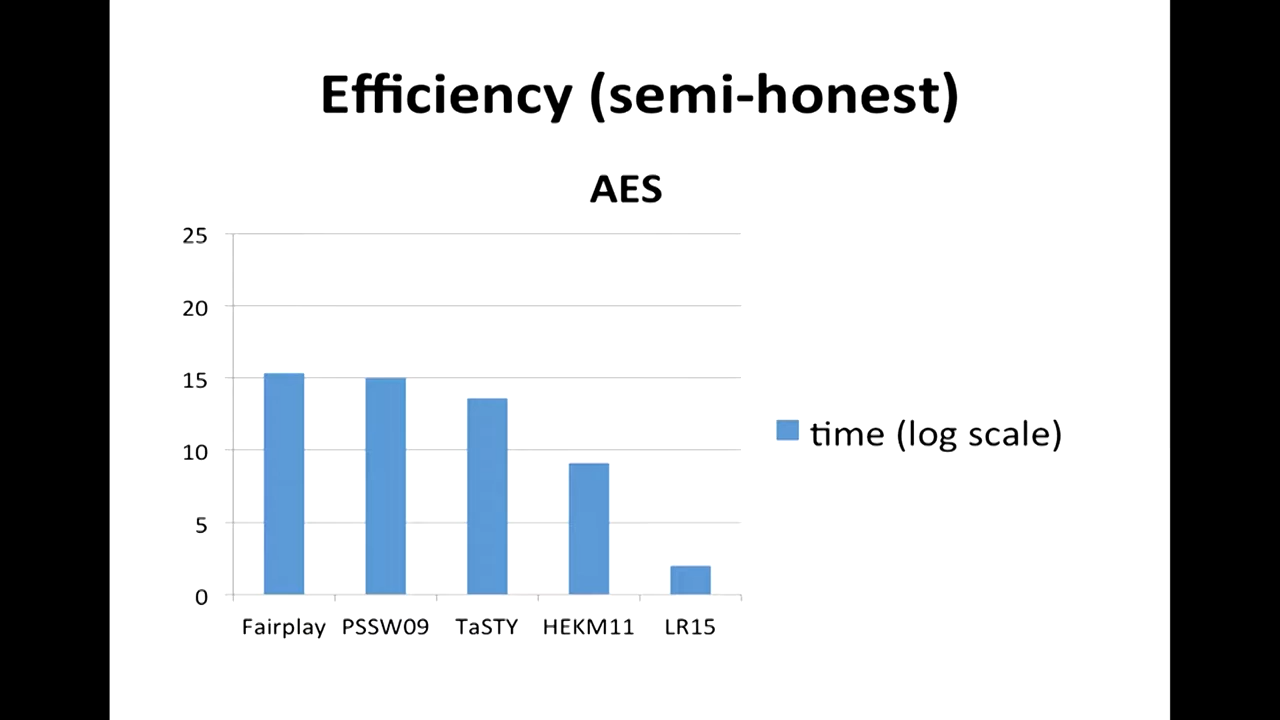 Efficiency (semi-honest)
AES
25
20
15
10
5
0
Fairplay PSSW09 TaSTY HEKM11 LR15
time (log scale)